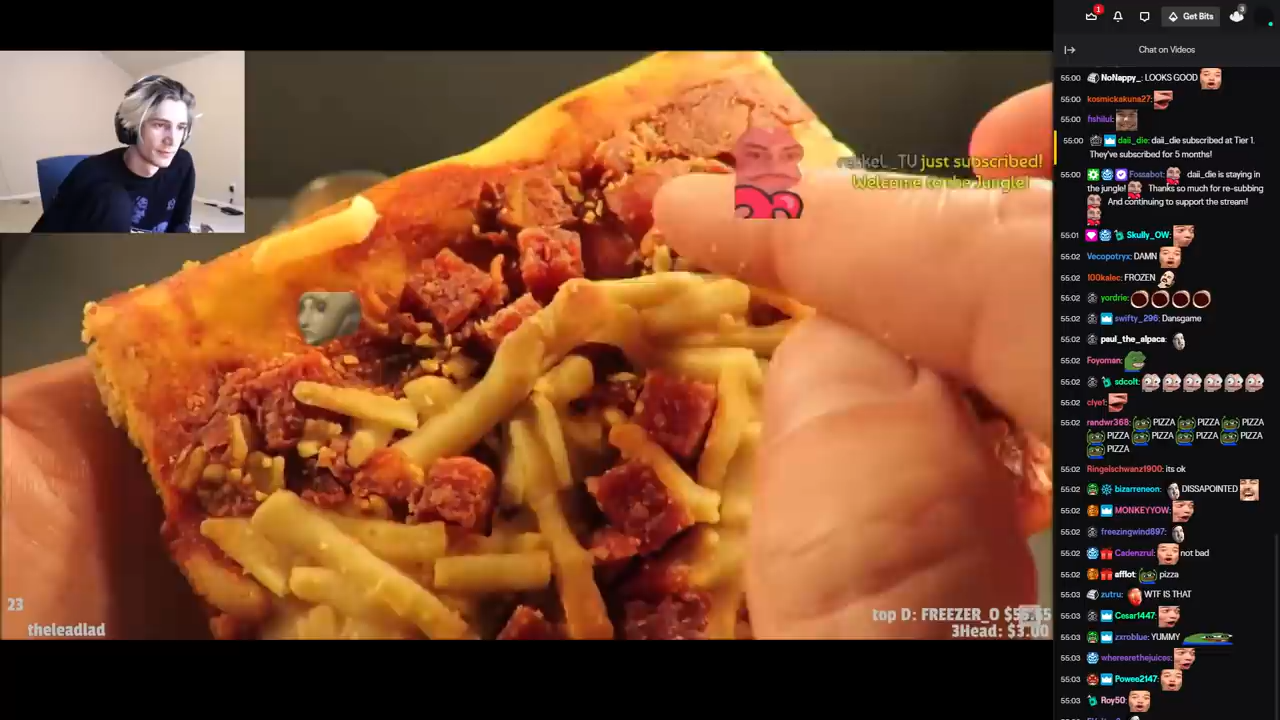 1
3
Get Bits
Chat on Videos
55:00 NoNappy_: LOOKS GOOD
55:00 kosmickakuna27:
55:00 fishilul:
55:00 daii_die: daii_die subscribed at Tier 1.
They've subscribed for 5 months!
55:00 Fossabot: daii_die is staying
in the jungle! Thanks so much for re-subbing
And continuing to support the stream!
55:01 Skully_OW:
55:02 Vecopotryx: DAMN
55:02 100kalec: FROZEN
55:02 yordrie:
55:02 swifty_296: Dansgame
55:02 paul_the_alpaca:
55:02 Foyoman:
55:02 sdcolt:
55:02 clyet:
55:02 randwr368: PIZZA PIZZA PIZZA
PIZZA PIZZA PIZZA PIZZA
PIZZA
55:02 Ringelschwanz1900: its ok
55:02 bizarreneon: DISSAPOINTED
55:02 MONKEYYOW:
55:02 freezingwind897:
55:02 Cadenzrul: not bad
55:02 afflot: pizza
55:03 zutru: WTF IS THAT
55:03 Cesar1447:
55:03 zxroblue: YUMMY
55:03 wherearethejuices:
55:03 Powee2147:
55:03 Roy50:
just subscribed!
Welcome to the Jungle!
23
theleadlad
top D: FREEZER_O
3Head: $3.00